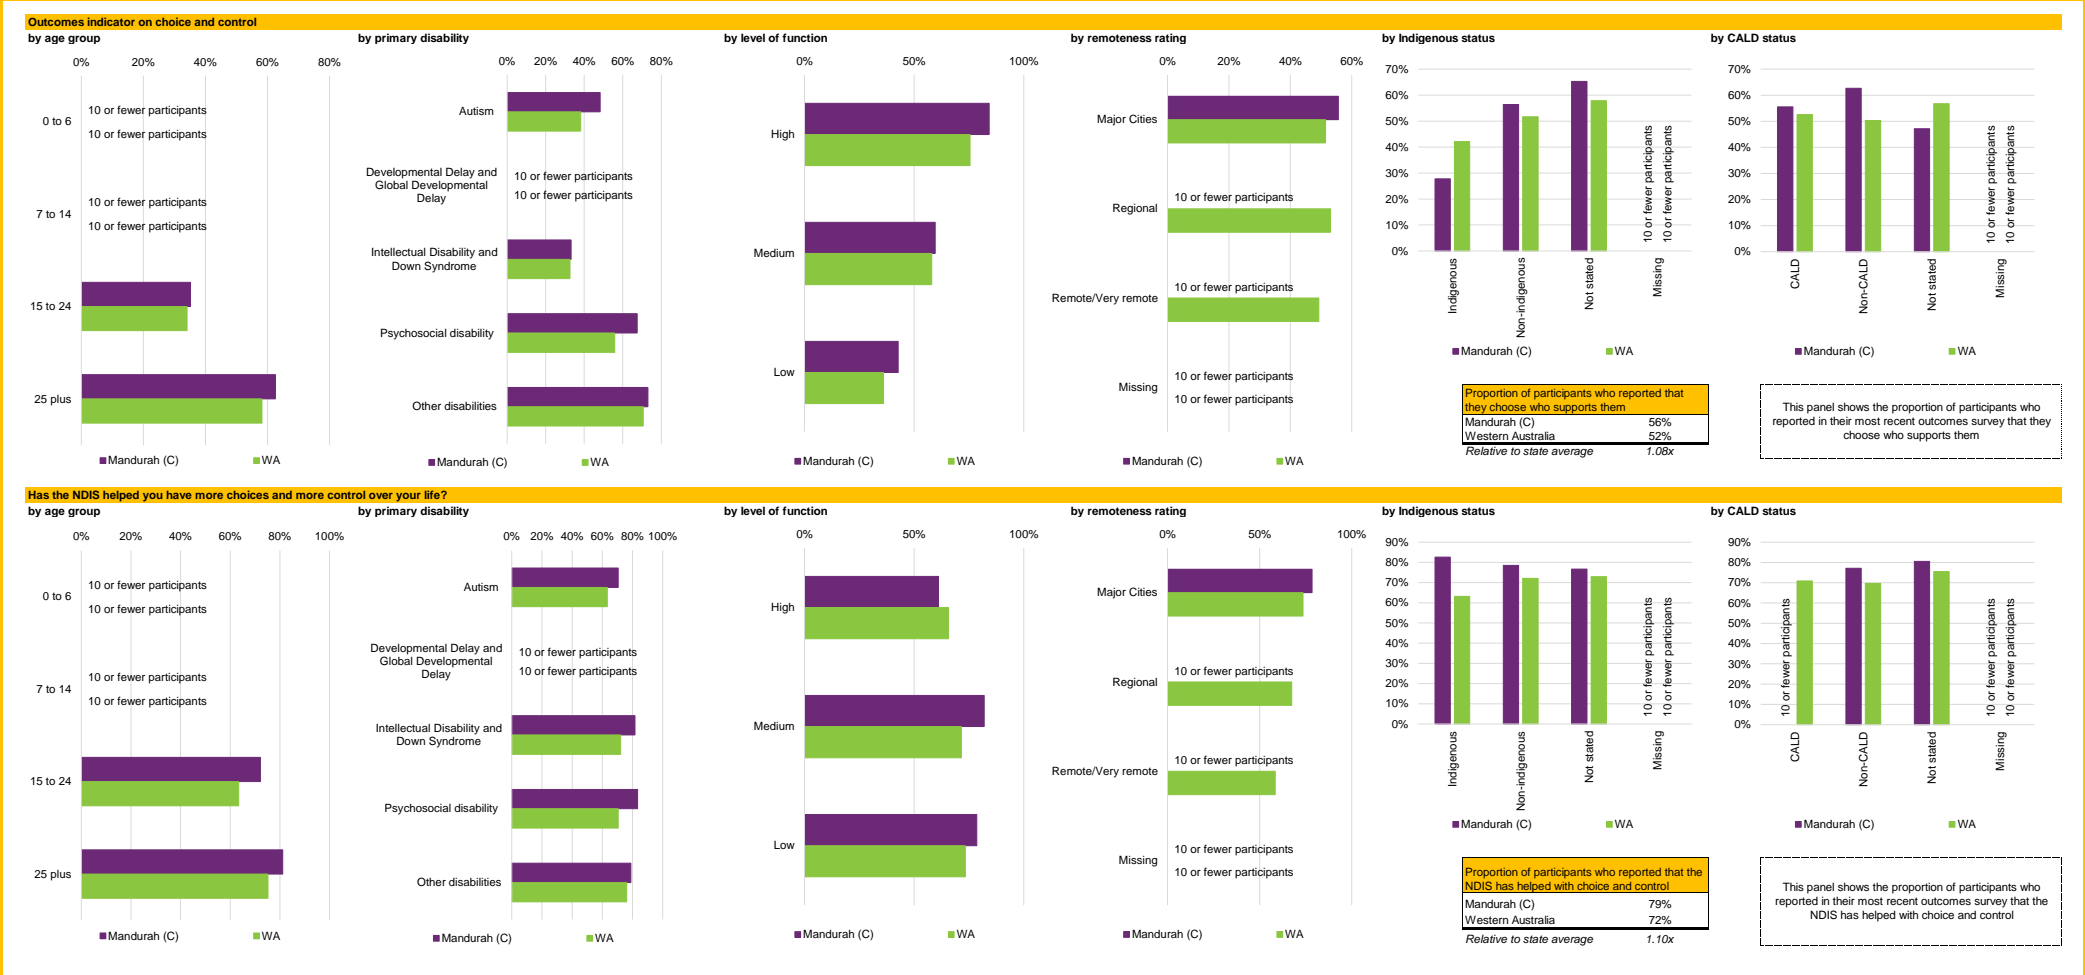 Outcomes indicator on choice and control
by age group
0% 20% 40% 60% 80%
0 to 6
10 or fewer participants
10 or fewer participants
7 to 14
10 or fewer participants
10 or fewer participants
15 to 24
25 plus
Mandurah (C) WA
by primary disability
0% 20% 40% 60% 80%
Autism
Developmental Delay and
Global Developmental
Delay
10 or fewer participants
10 or fewer participants
Intellectual Disability and
Down Syndrome
Psychosocial disability
Other disabilities
Mandurah (C) WA
by level of function
0% 50% 100%
High
Medium
Low
Mandurah (C) WA
by remoteness rating
0% 20% 40% 60%
Major Cities
Regional
10 or fewer participants
Remote/Very remote
10 or fewer participants
Missing
10 or fewer participants
10 or fewer participants
Mandurah (C) WA
by Indigenous status
70%
60%
50%
40%
30%
20%
10%
0%
10 or fewer participants
10 or fewer participants
Indigenous
Non-indigenous
Not stated
Missing
Mandurah (C) WA
by CALD status
70%
60%
50%
40%
30%
20%
10%
0%
10 or fewer participants
10 or fewer participants
CALD
Non-CALD
Not stated
Missing
Mandurah (C) WA
Proportion of participants who reported that
they choose who supports them
Mandurah (C) 56%
Western Australia 52%
Relative to state average 1.08x
This panel shows the proportion of participants who
reported in their most recent outcomes survey that they
choose who supports them
Has the NDIS helped you have more choices and more control over your life?
by age group
0% 20% 40% 60% 80% 100%
0 to 6
10 or fewer participants
10 or fewer participants
7 to 14
10 or fewer participants
10 or fewer participants
15 to 24
25 plus
Mandurah (C) WA
by primary disability
0% 20% 40% 60% 80% 100%
Autism
Developmental Delay and
Global Developmental
Delay
10 or fewer participants
10 or fewer participants
Intellectual Disability and
Down Syndrome
Psychosocial disability
Other disabilities
Mandurah (C) WA
by level of function
0% 50% 100%
High
Medium
Low
Mandurah (C) WA
by remoteness rating
0% 50% 100%
Major Cities
Regional
10 or fewer participants
Remote/Very remote
10 or fewer participants
Missing
10 or fewer participants
10 or fewer participants
Mandurah (C) WA
by Indigenous status
90%
80%
70%
60%
50%
40%
30%
20%
10%
0%
10 or fewer participants
10 or fewer participants
Indigenous
Non-indigenous
Not stated
Missing
Mandurah (C) WA
by CALD status
90%
80%
70%
60%
50%
40%
30%
20%
10%
0%
10 or fewer participants
10 or fewer participants
10 or fewer participants
CALD
Non-CALD
Not stated
Missing
Mandurah (C) WA
Proportion of participants who reported that the
NDIS has helped with choice and control
Mandurah (C) 79%
Western Australia 72%
Relative to state average 1.10x
This panel shows the proportion of participants who
reported in their most recent outcomes survey that the
NDIS has helped with choice and control